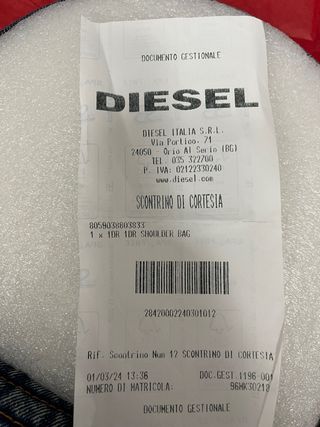 DOCUMENTO GESTIONALE
DIESEL
DIESEL ITALIA S.R.L.
Via Portico, 71
24050 - Orio Al Serio (BG)
TEL: 035 322700
P. IVA: 02122330240
www.diesel.com
SCONTRINO DI CORTESIA
8059038803833
1 x 1DR 1DR SHOULDER BAG
28420002240301012
Rif. Scontrino Num 12 SCONTRINO DI CORTESIA
01/03/24 13:36 DOC.GEST.1196-001
NUMERO DI MATRICOLA: 96MK30213
DOCUMENTO GESTIONALE